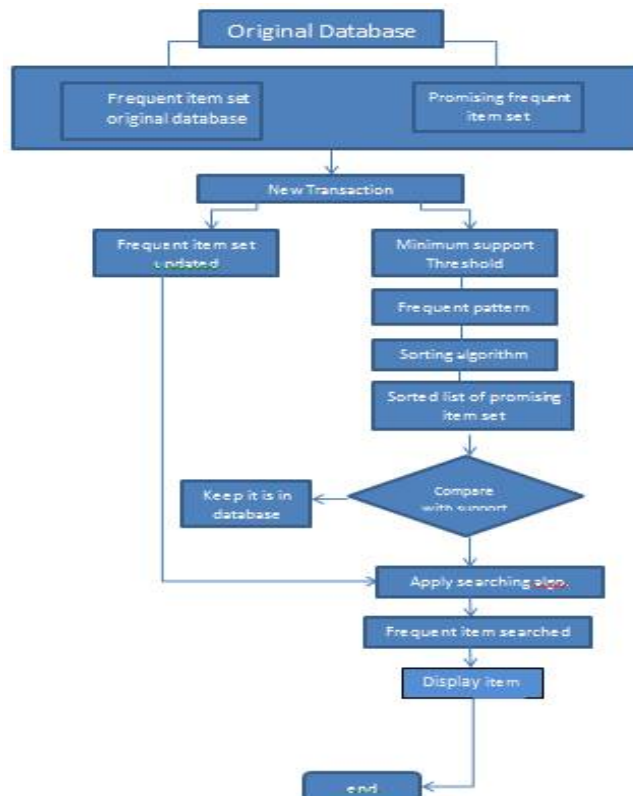 Original Database
Frequent item set
original database
Promising frequent
item set
New Transaction
Frequent item set
updated
Minimum support
Threshold
Frequent pattern
Sorting algorithm
Sorted list of promising
item set
Compare
with support
Keep it is in
database
Apply searching algo.
Frequent item searched
Display item
end